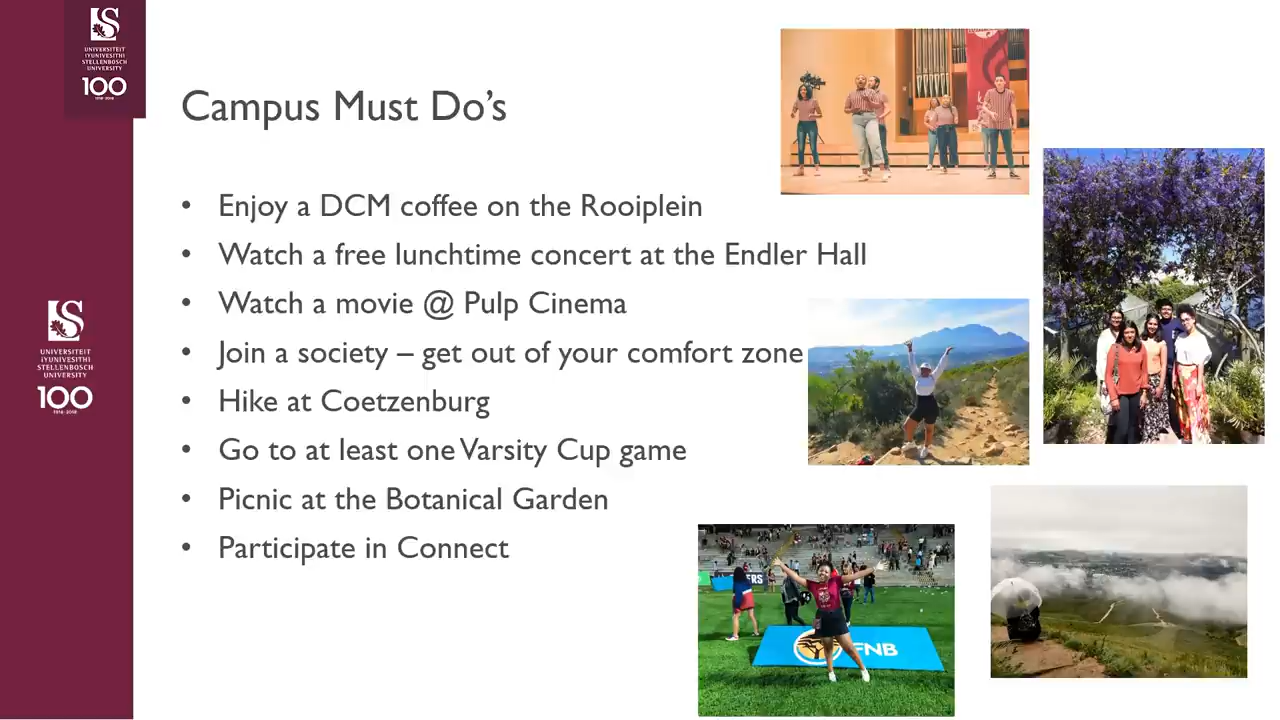 UNIVERSITEIT
IYUNIVESITHI
STELLENBOSCH
UNIVERSITY
100
1918 · 2018
Campus Must Do's
• Enjoy a DCM coffee on the Rooiplein
• Watch a free lunchtime concert at the Endler Hall
• Watch a movie @ Pulp Cinema
• Join a society – get out of your comfort zone
• Hike at Coetzenburg
• Go to at least one Varsity Cup game
• Picnic at the Botanical Garden
• Participate in Connect
UNIVERSITEIT
IYUNIVESITHI
STELLENBOSCH
UNIVERSITY
100
1918 · 2018
FNB